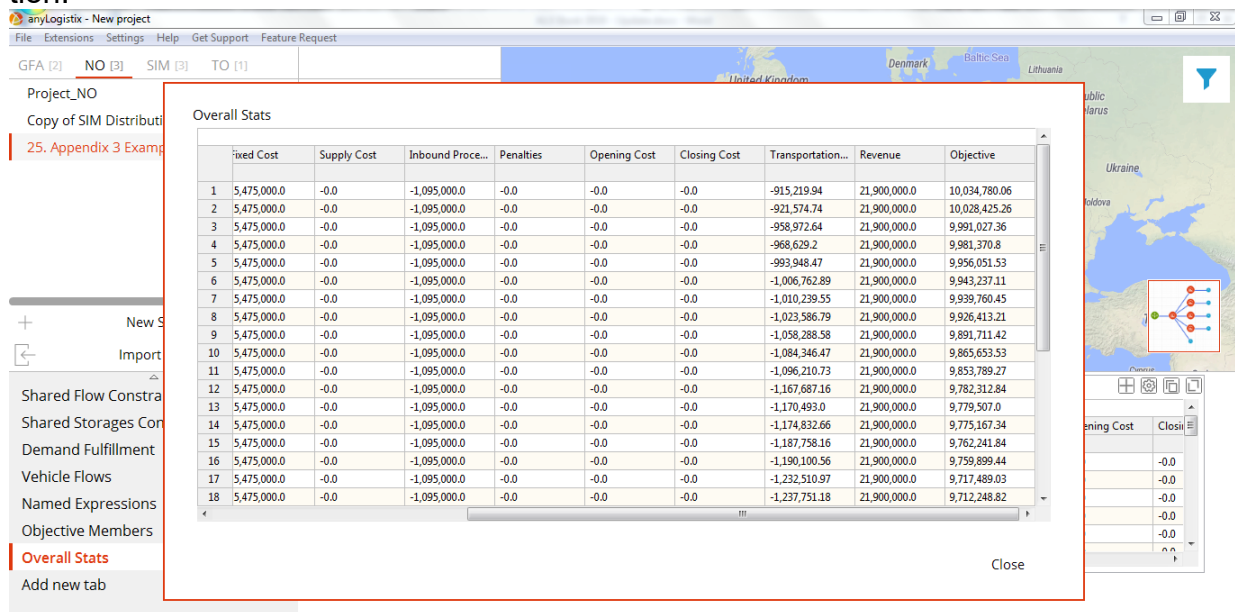 tion.
anyLogistix - New project
File Extensions Settings Help Get Support Feature Request
GFA [2] NO [3] SIM [3] TO [1]
Project_NO
Copy of SIM Distributi
25. Appendix 3 Examp
New S
Import
Shared Flow Constra
Shared Storages Con
Demand Fulfillment
Vehicle Flows
Named Expressions
Objective Members
Overall Stats
Add new tab
Denmark
Baltic Sea
Lithuania
United Kingdom
ublic
elarus
Ukraine
Moldova
Cyprus
Overall Stats
Fixed Cost Supply Cost Inbound Proce... Penalties Opening Cost Closing Cost Transportation... Revenue Objective
1 5,475,000.0 -0.0 -1,095,000.0 -0.0 -0.0 -0.0 -915,219.94 21,900,000.0 10,034,780.06
2 5,475,000.0 -0.0 -1,095,000.0 -0.0 -0.0 -0.0 -921,574.74 21,900,000.0 10,028,425.26
3 5,475,000.0 -0.0 -1,095,000.0 -0.0 -0.0 -0.0 -958,972.64 21,900,000.0 9,991,027.36
4 5,475,000.0 -0.0 -1,095,000.0 -0.0 -0.0 -0.0 -968,629.2 21,900,000.0 9,981,370.8
5 5,475,000.0 -0.0 -1,095,000.0 -0.0 -0.0 -0.0 -993,948.47 21,900,000.0 9,956,051.53
6 5,475,000.0 -0.0 -1,095,000.0 -0.0 -0.0 -0.0 -1,006,762.89 21,900,000.0 9,943,237.11
7 5,475,000.0 -0.0 -1,095,000.0 -0.0 -0.0 -0.0 -1,010,239.55 21,900,000.0 9,939,760.45
8 5,475,000.0 -0.0 -1,095,000.0 -0.0 -0.0 -0.0 -1,023,586.79 21,900,000.0 9,926,413.21
9 5,475,000.0 -0.0 -1,095,000.0 -0.0 -0.0 -0.0 -1,058,288.58 21,900,000.0 9,891,711.42
10 5,475,000.0 -0.0 -1,095,000.0 -0.0 -0.0 -0.0 -1,084,346.47 21,900,000.0 9,865,653.53
11 5,475,000.0 -0.0 -1,095,000.0 -0.0 -0.0 -0.0 -1,096,210.73 21,900,000.0 9,853,789.27
12 5,475,000.0 -0.0 -1,095,000.0 -0.0 -0.0 -0.0 -1,167,687.16 21,900,000.0 9,782,312.84
13 5,475,000.0 -0.0 -1,095,000.0 -0.0 -0.0 -0.0 -1,170,493.0 21,900,000.0 9,779,507.0
14 5,475,000.0 -0.0 -1,095,000.0 -0.0 -0.0 -0.0 -1,174,832.66 21,900,000.0 9,775,167.34
15 5,475,000.0 -0.0 -1,095,000.0 -0.0 -0.0 -0.0 -1,187,758.16 21,900,000.0 9,762,241.84
16 5,475,000.0 -0.0 -1,095,000.0 -0.0 -0.0 -0.0 -1,190,100.56 21,900,000.0 9,759,899.44
17 5,475,000.0 -0.0 -1,095,000.0 -0.0 -0.0 -0.0 -1,232,510.97 21,900,000.0 9,717,489.03
18 5,475,000.0 -0.0 -1,095,000.0 -0.0 -0.0 -0.0 -1,237,751.18 21,900,000.0 9,712,248.82
Close
ening Cost Closin
-0.0
-0.0
-0.0
-0.0
-0.0